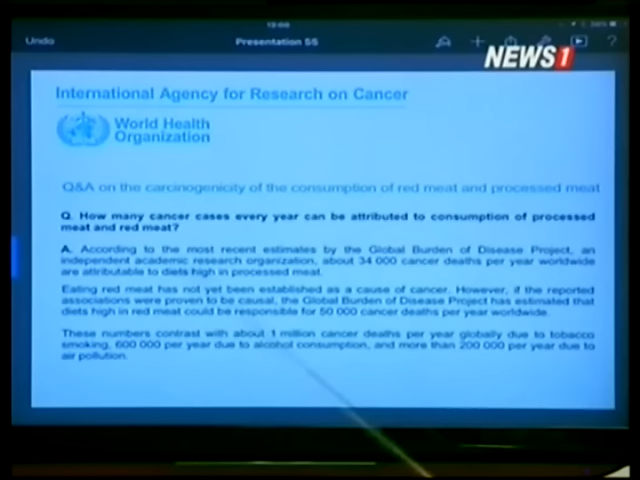 13:00
Undo
Presentation 55
NEWS1
International Agency for Research on Cancer
World Health
Organization
Q&A on the carcinogenicity of the consumption of red meat and processed meat
Q. How many cancer cases every year can be attributed to consumption of processed
meat and red meat?
A. According to the most recent estimates by the Global Burden of Disease Project, an
independent academic research organization, about 34 000 cancer deaths per year worldwide
are attributable to diets high in processed meat.
Eating red meat has not yet been established as a cause of cancer. However, if the reported
associations were proven to be causal, the Global Burden of Disease Project has estimated that
diets high in red meat could be responsible for 50 000 cancer deaths per year worldwide.
These numbers contrast with about 1 million cancer deaths per year globally due to tobacco
smoking, 600 000 per year due to alcohol consumption, and more than 200 000 per year due to
air pollution.